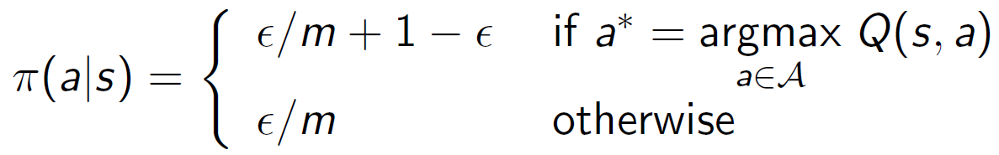 π(a|s) = { ϵ/m + 1 − ϵ if a* = argmax Q(s, a)
a∈𝒜
ϵ/m otherwise